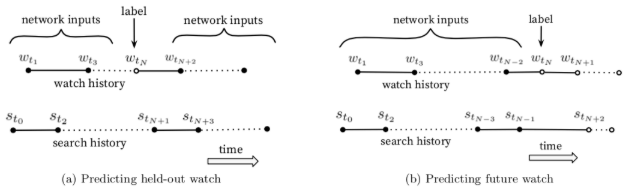 network inputs label network inputs
w_{t_1} w_{t_3} w_{t_N} w_{t_{N+2}}
watch history
s_{t_0} s_{t_2} s_{t_{N+1}} s_{t_{N+3}}
search history
time
(a) Predicting held-out watch
network inputs label
w_{t_1} w_{t_3} w_{t_{N-2}} w_{t_N} w_{t_{N+1}}
watch history
s_{t_0} s_{t_2} s_{t_{N-3}} s_{t_{N-1}} s_{t_{N+2}}
search history
time
(b) Predicting future watch